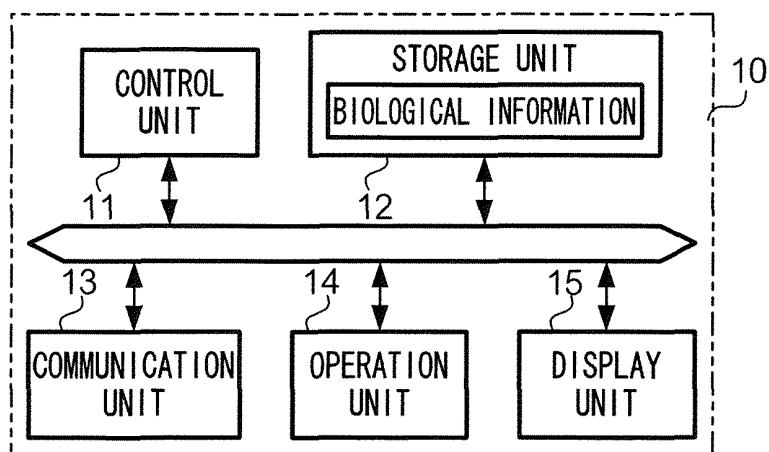 CONTROL
UNIT
STORAGE UNIT
BIOLOGICAL INFORMATION
10
11
12
13
14
15
COMMUNICATION
UNIT
OPERATION
UNIT
DISPLAY
UNIT